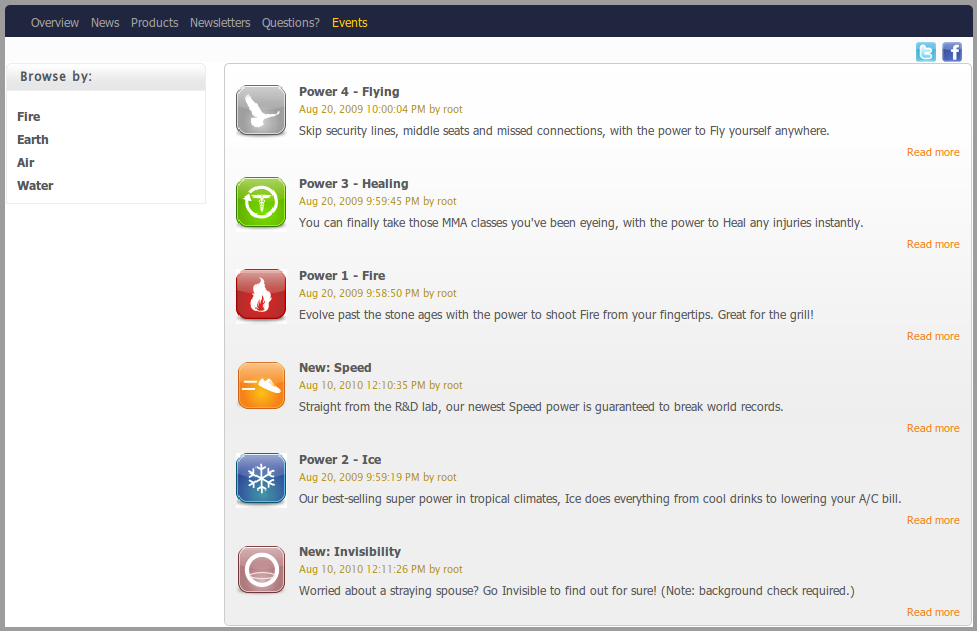 Overview News Products Newsletters Questions? Events
Browse by:
Fire
Earth
Air
Water
Power 4 - Flying
Aug 20, 2009 10:00:04 PM by root
Skip security lines, middle seats and missed connections, with the power to Fly yourself anywhere.
Read more
Power 3 - Healing
Aug 20, 2009 9:59:45 PM by root
You can finally take those MMA classes you've been eyeing, with the power to Heal any injuries instantly.
Read more
Power 1 - Fire
Aug 20, 2009 9:58:50 PM by root
Evolve past the stone ages with the power to shoot Fire from your fingertips. Great for the grill!
Read more
New: Speed
Aug 10, 2010 12:10:35 PM by root
Straight from the R&D lab, our newest Speed power is guaranteed to break world records.
Read more
Power 2 - Ice
Aug 20, 2009 9:59:19 PM by root
Our best-selling super power in tropical climates, Ice does everything from cool drinks to lowering your A/C bill.
Read more
New: Invisibility
Aug 10, 2010 12:11:26 PM by root
Worried about a straying spouse? Go Invisible to find out for sure! (Note: background check required.)
Read more